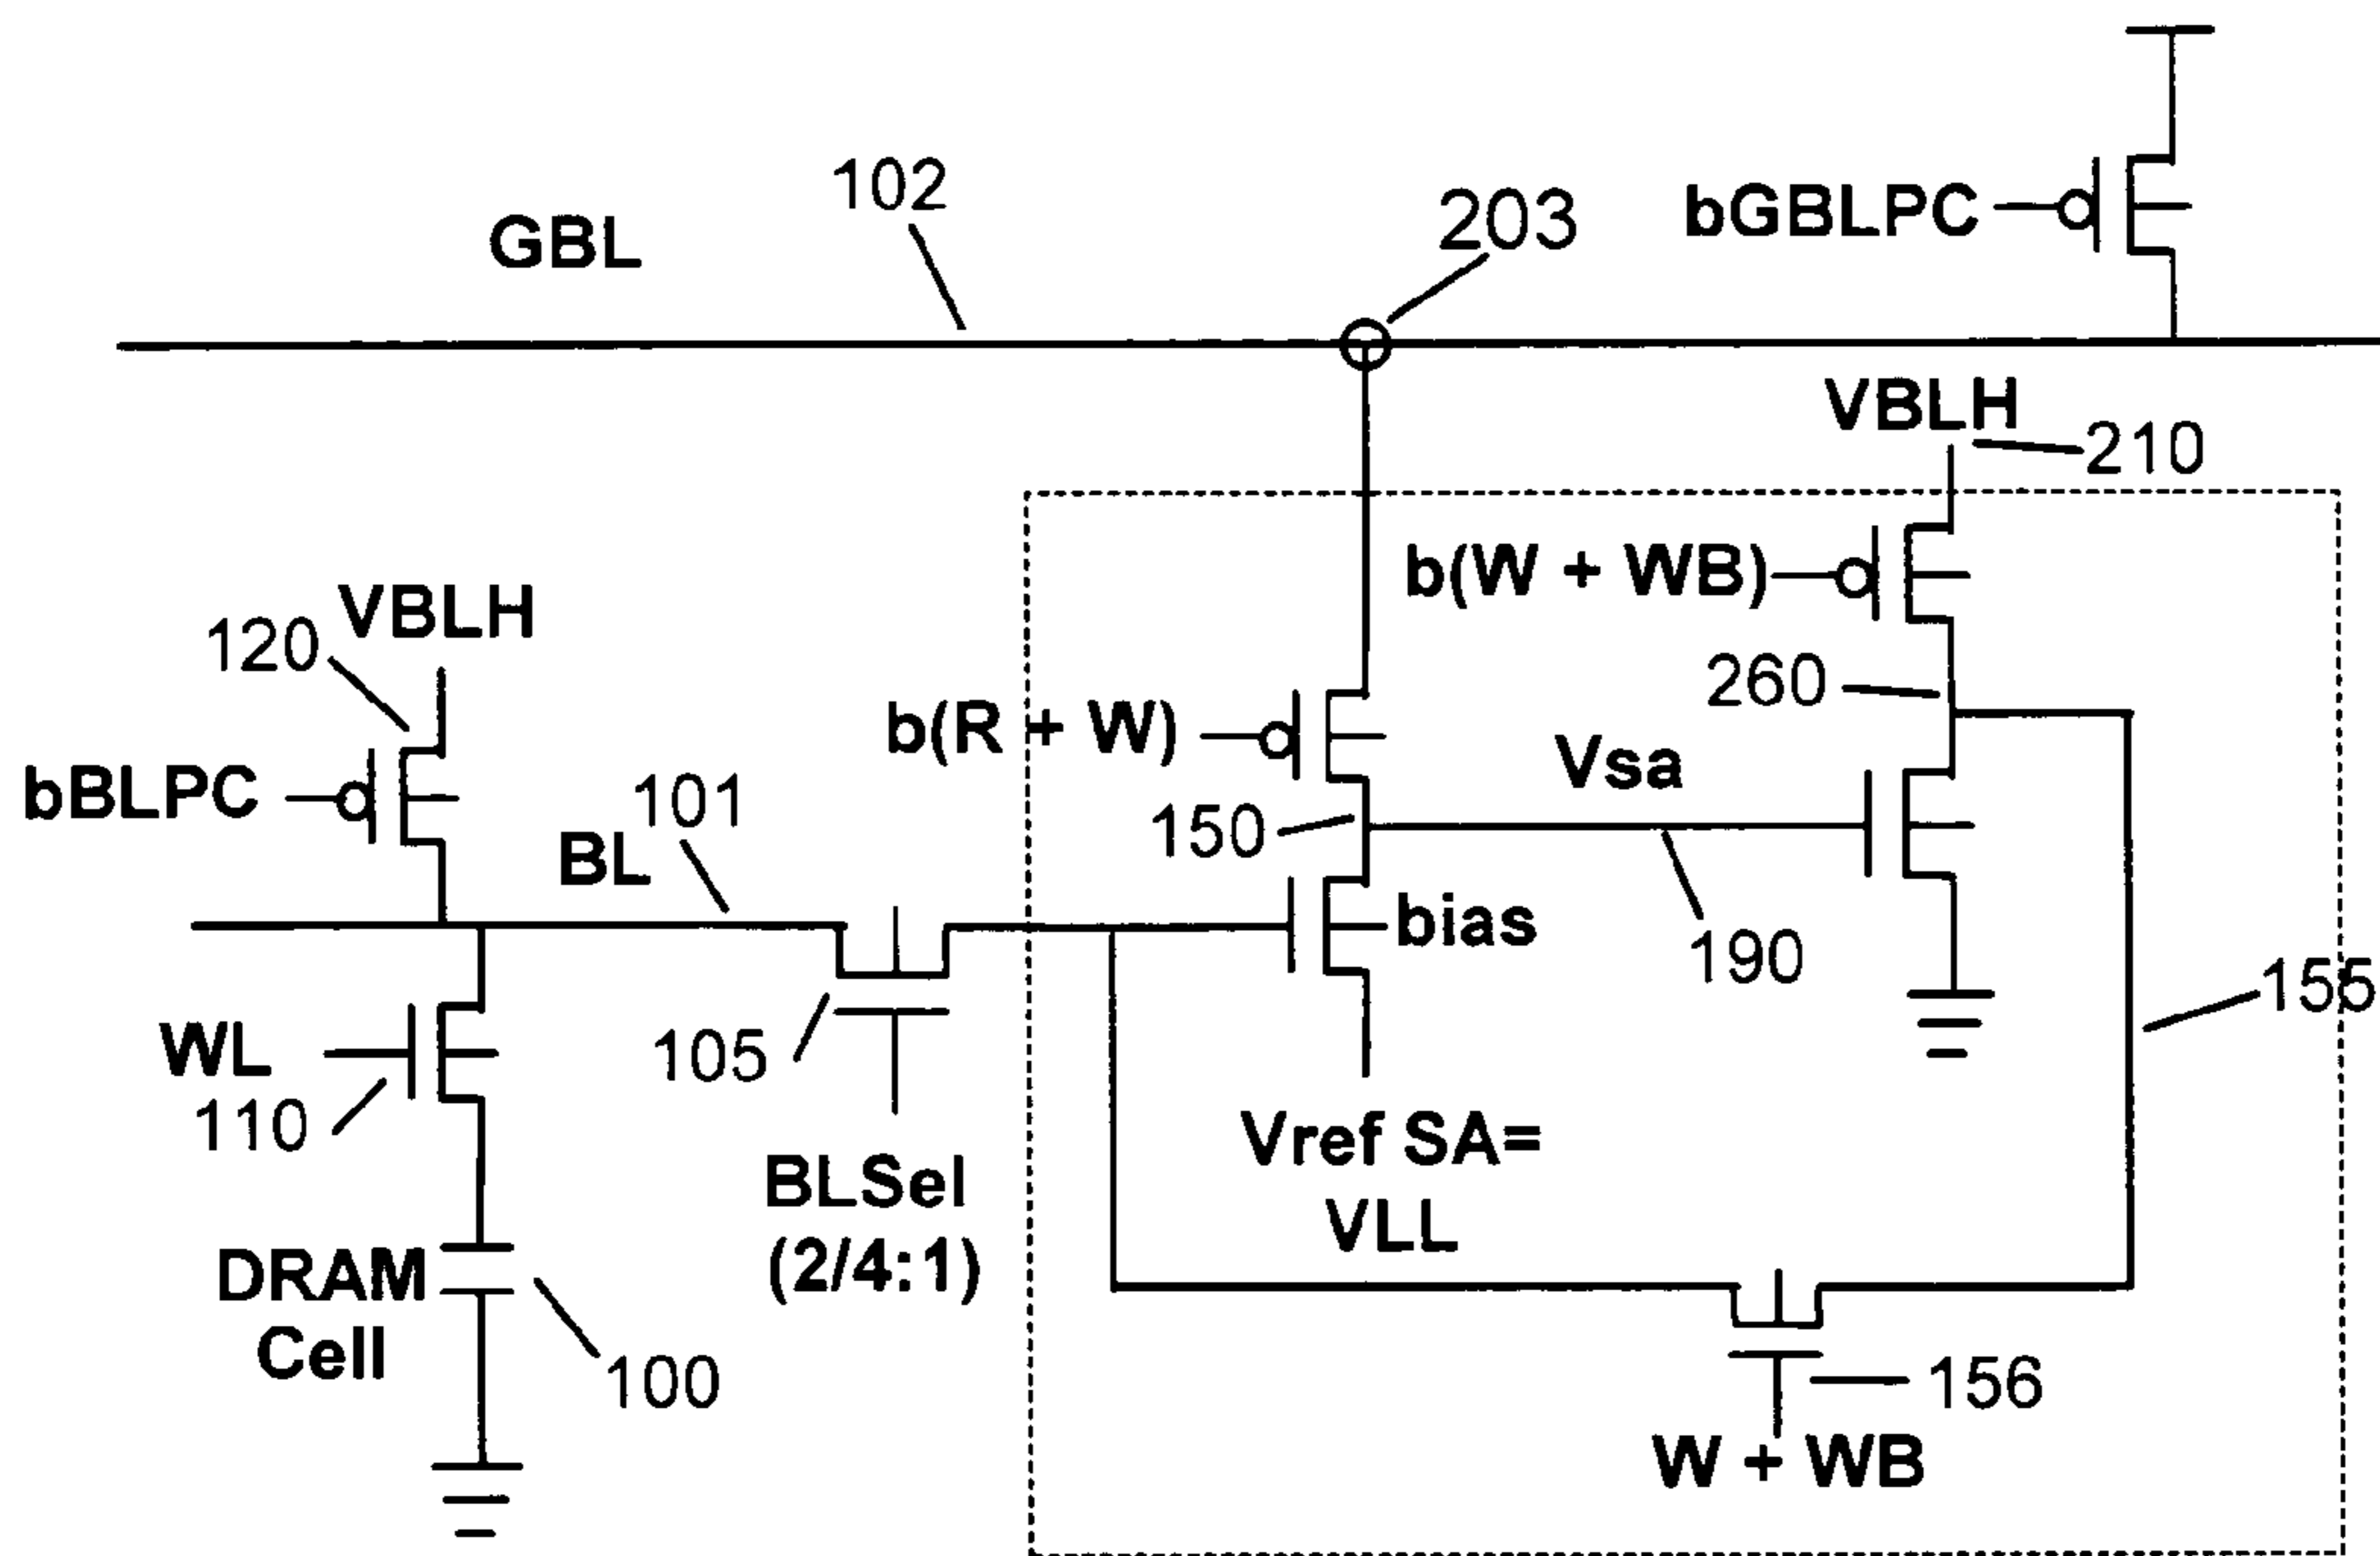 102
203
bGBLPC
GBL
VBLH
210
b(W + WB)
VBLH
120
260
b(R + W)
Vsa
bBLPC
101
150
BL
bias
190
155
WL
105
110
Vref SA=
VLL
BLSel
(2/4:1)
DRAM
Cell
100
156
W + WB